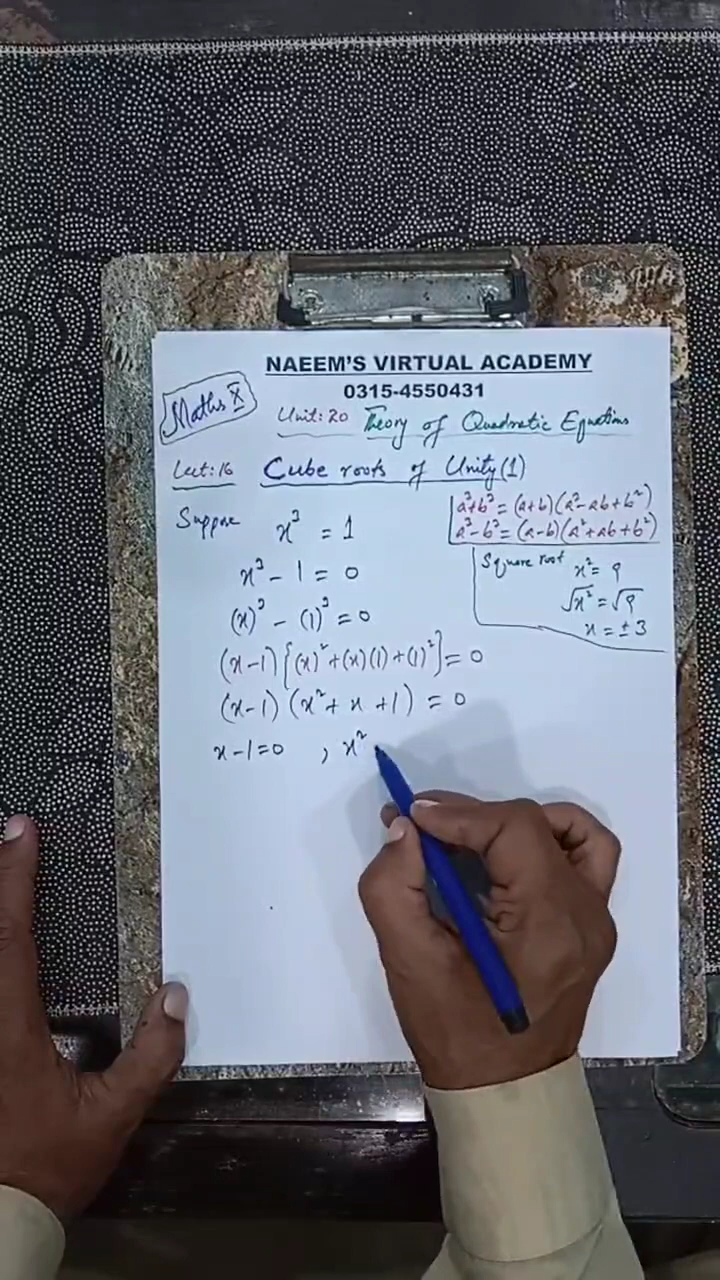 NAEEM'S VIRTUAL ACADEMY
0315-4550431
Maths X
Unit: 20 Theory of Quadratic Equations
Lect: 16 Cube roots of Unity (1)
a³+b³=(a+b)(a²-ab+b²)
a³-b³=(a-b)(a²+ab+b²)
Suppose x³ = 1
x³ - 1 = 0
(x)³ - (1)³ = 0
(x-1)[(x)²+(x)(1)+(1)²] = 0
(x-1) (x²+ x +1) = 0
x-1=0 , x²
Square root x² = 9
√x² = √9
x = ±3